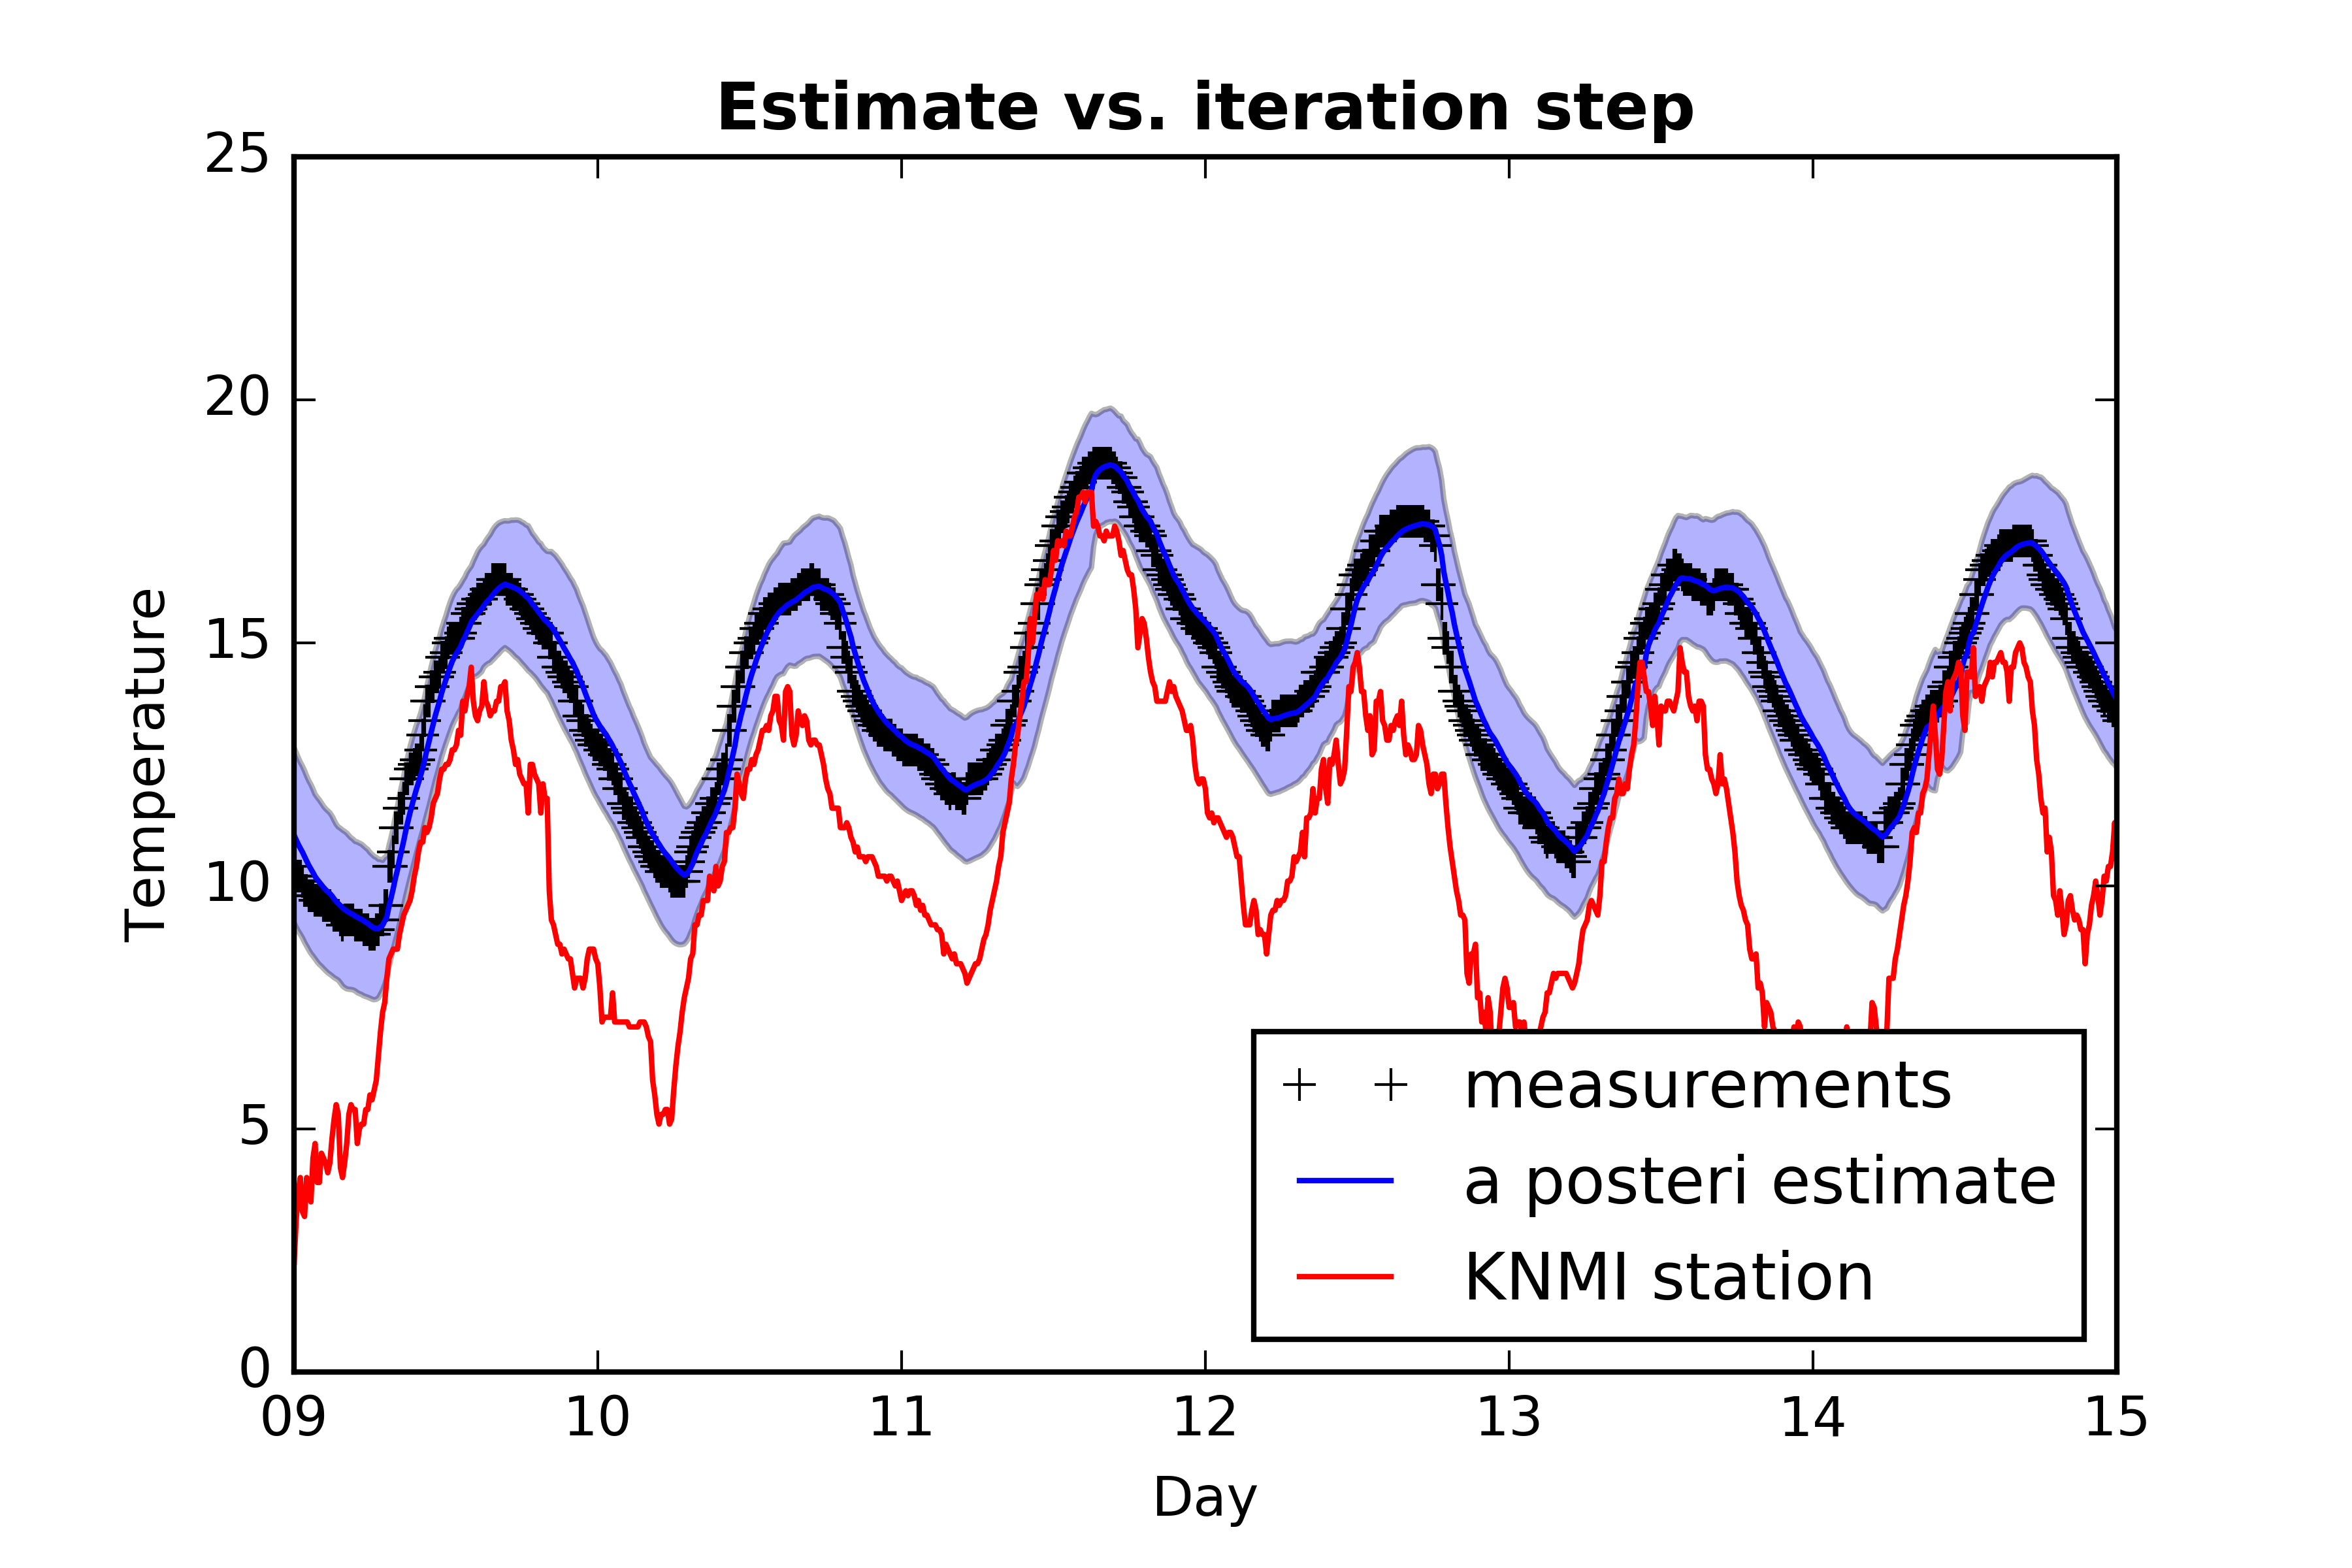 Estimate vs. iteration step
25
20
15
10
5
0
Temperature
09 10 11 12 13 14 15
Day
measurements
a posteri estimate
KNMI station